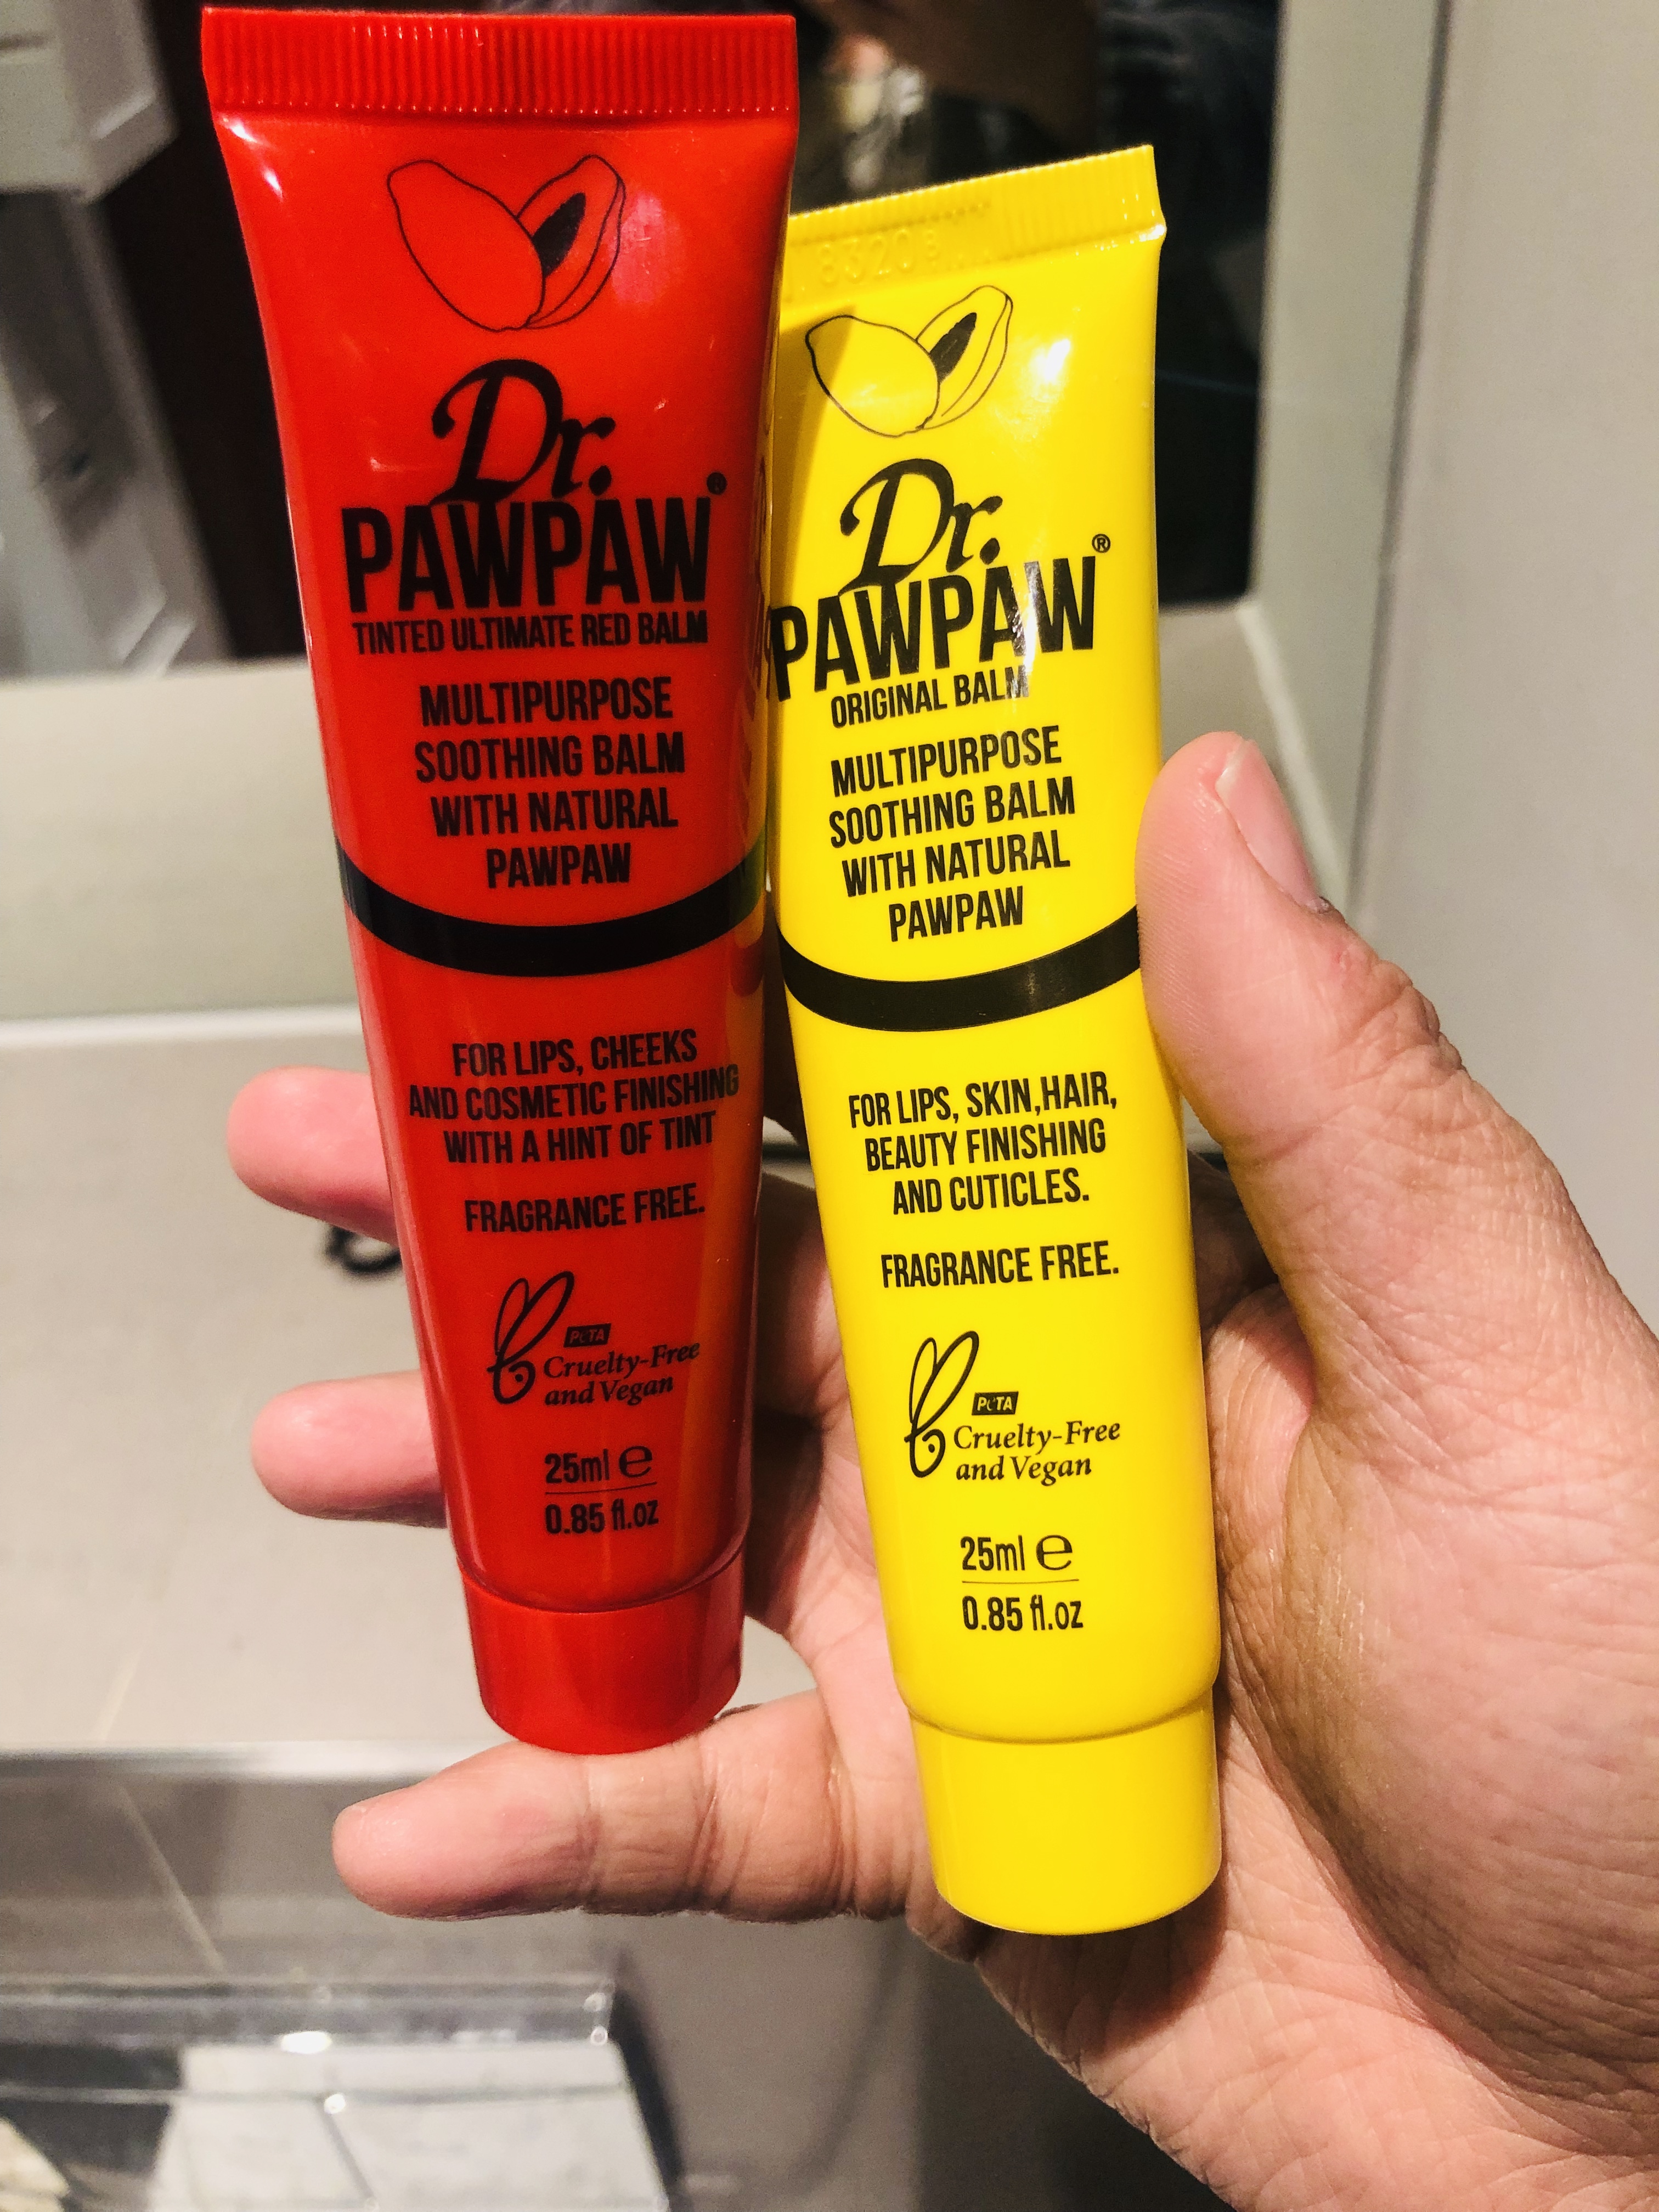 Dr.
PAWPAW®
TINTED ULTIMATE RED BALM
MULTIPURPOSE
SOOTHING BALM
WITH NATURAL
PAWPAW
FOR LIPS, CHEEKS
AND COSMETIC FINISHING
WITH A HINT OF TINT
FRAGRANCE FREE.
PETA
Cruelty-Free
and Vegan
25ml ℮
0.85 fl.oz
Dr.
PAWPAW®
ORIGINAL BALM
MULTIPURPOSE
SOOTHING BALM
WITH NATURAL
PAWPAW
FOR LIPS, SKIN,HAIR,
BEAUTY FINISHING
AND CUTICLES.
FRAGRANCE FREE.
PETA
Cruelty-Free
and Vegan
25ml ℮
0.85 fl.oz